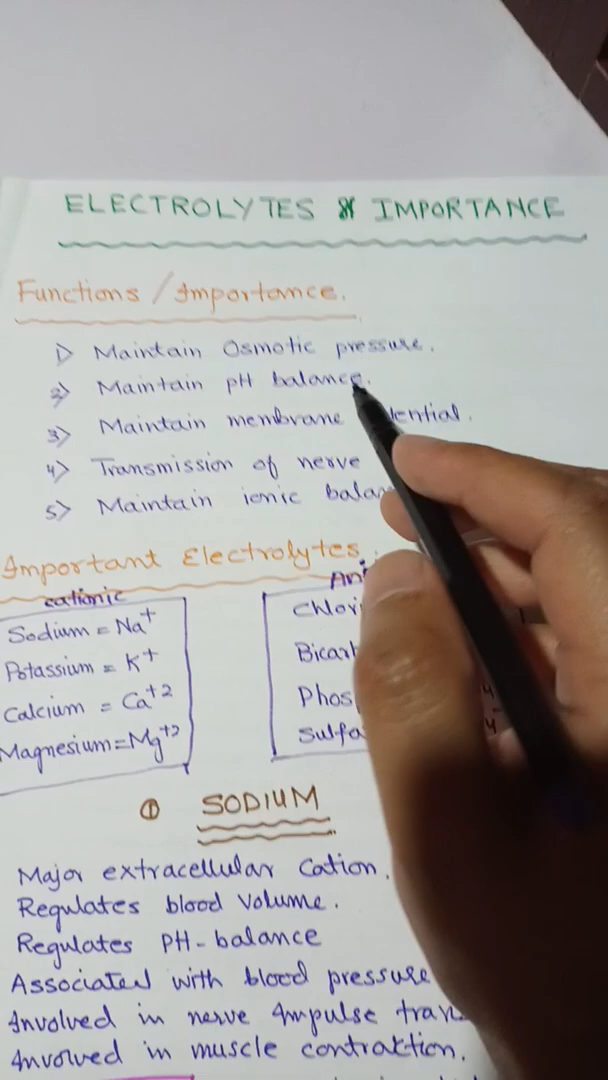 ELECTROLYTES & IMPORTANCE
Functions / Importance.
1) Maintain Osmotic pressure.
2) Maintain pH balance.
3) Maintain membrane
4) Transmission of nerve
5) Maintain ionic
Important Electrolytes
cationic
Sodium = Na+
Potassium = K+
Calcium = Ca+2
Magnesium = Mg+2
① SODIUM
Major extracellular Cation.
Regulates blood volume.
Regulates PH-balance
Associated with blood pressure
Involved in nerve Impulse
Involved in muscle contraktion.